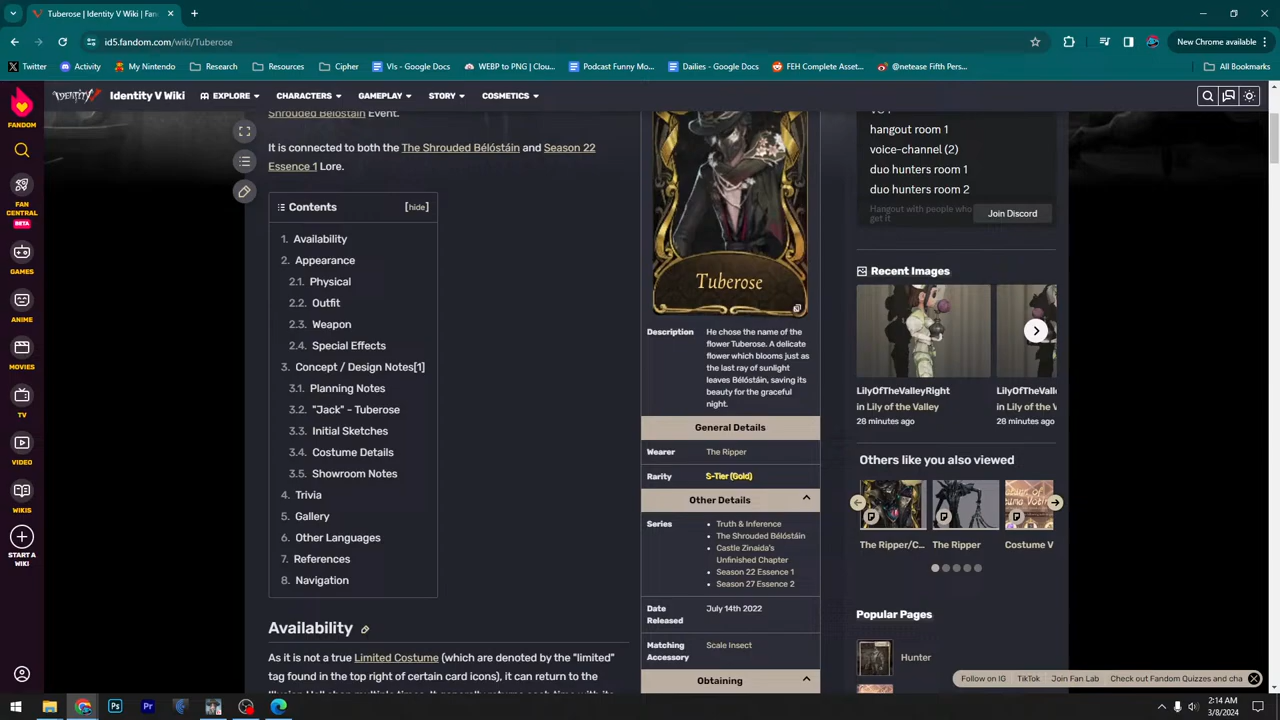 Tuberose | Identity V Wiki | Fan
id5.fandom.com/wiki/Tuberose
New Chrome available
Twitter
Activity
My Nintendo
Research
Resources
Cipher
VIs - Google Docs
WEBP to PNG | Clou...
Podcast Funny Mo...
Dailies - Google Docs
FEH Complete Asset...
@netease Fifth Pers...
All Bookmarks
FANDOM
FAN CENTRAL
BETA
GAMES
ANIME
MOVIES
TV
VIDEO
WIKIS
START A WIKI
IDENTITY V
Identity V Wiki
EXPLORE
CHARACTERS
GAMEPLAY
STORY
COSMETICS
Shrouded Bélóstáin Event.
It is connected to both the The Shrouded Bélóstáin and Season 22
Essence 1 Lore.
Contents [hide]
1. Availability
2. Appearance
2.1. Physical
2.2. Outfit
2.3. Weapon
2.4. Special Effects
3. Concept / Design Notes[1]
3.1. Planning Notes
3.2. "Jack" - Tuberose
3.3. Initial Sketches
3.4. Costume Details
3.5. Showroom Notes
4. Trivia
5. Gallery
6. Other Languages
7. References
8. Navigation
Availability
As it is not a true Limited Costume (which are denoted by the "limited"
tag found in the top right of certain card icons), it can return to the
Tuberose
Description
He chose the name of the
flower Tuberose. A delicate
flower which blooms just as
the last ray of sunlight
leaves Bélóstáin, saving its
beauty for the graceful
night.
General Details
Wearer The Ripper
Rarity S-Tier (Gold)
Other Details
Series
Truth & Inference
The Shrouded Bélóstáin
Castle Zinaida's
Unfinished Chapter
Season 22 Essence 1
Season 27 Essence 2
Date
Released
July 14th 2022
Matching
Accessory
Scale Insect
Obtaining
hangout room 1
voice-channel (2)
duo hunters room 1
duo hunters room 2
Hangout with people who
get it
Join Discord
Recent Images
LilyOfTheValleyRight
in Lily of the Valley
28 minutes ago
LilyOfTheVall
in Lily of the V
28 minutes ago
Others like you also viewed
The Ripper/C...
The Ripper
Costume V
Popular Pages
Hunter
Follow on IG
TikTok
Join Fan Lab
Check out Fandom Quizzes and cha
2:14 AM
3/8/2024